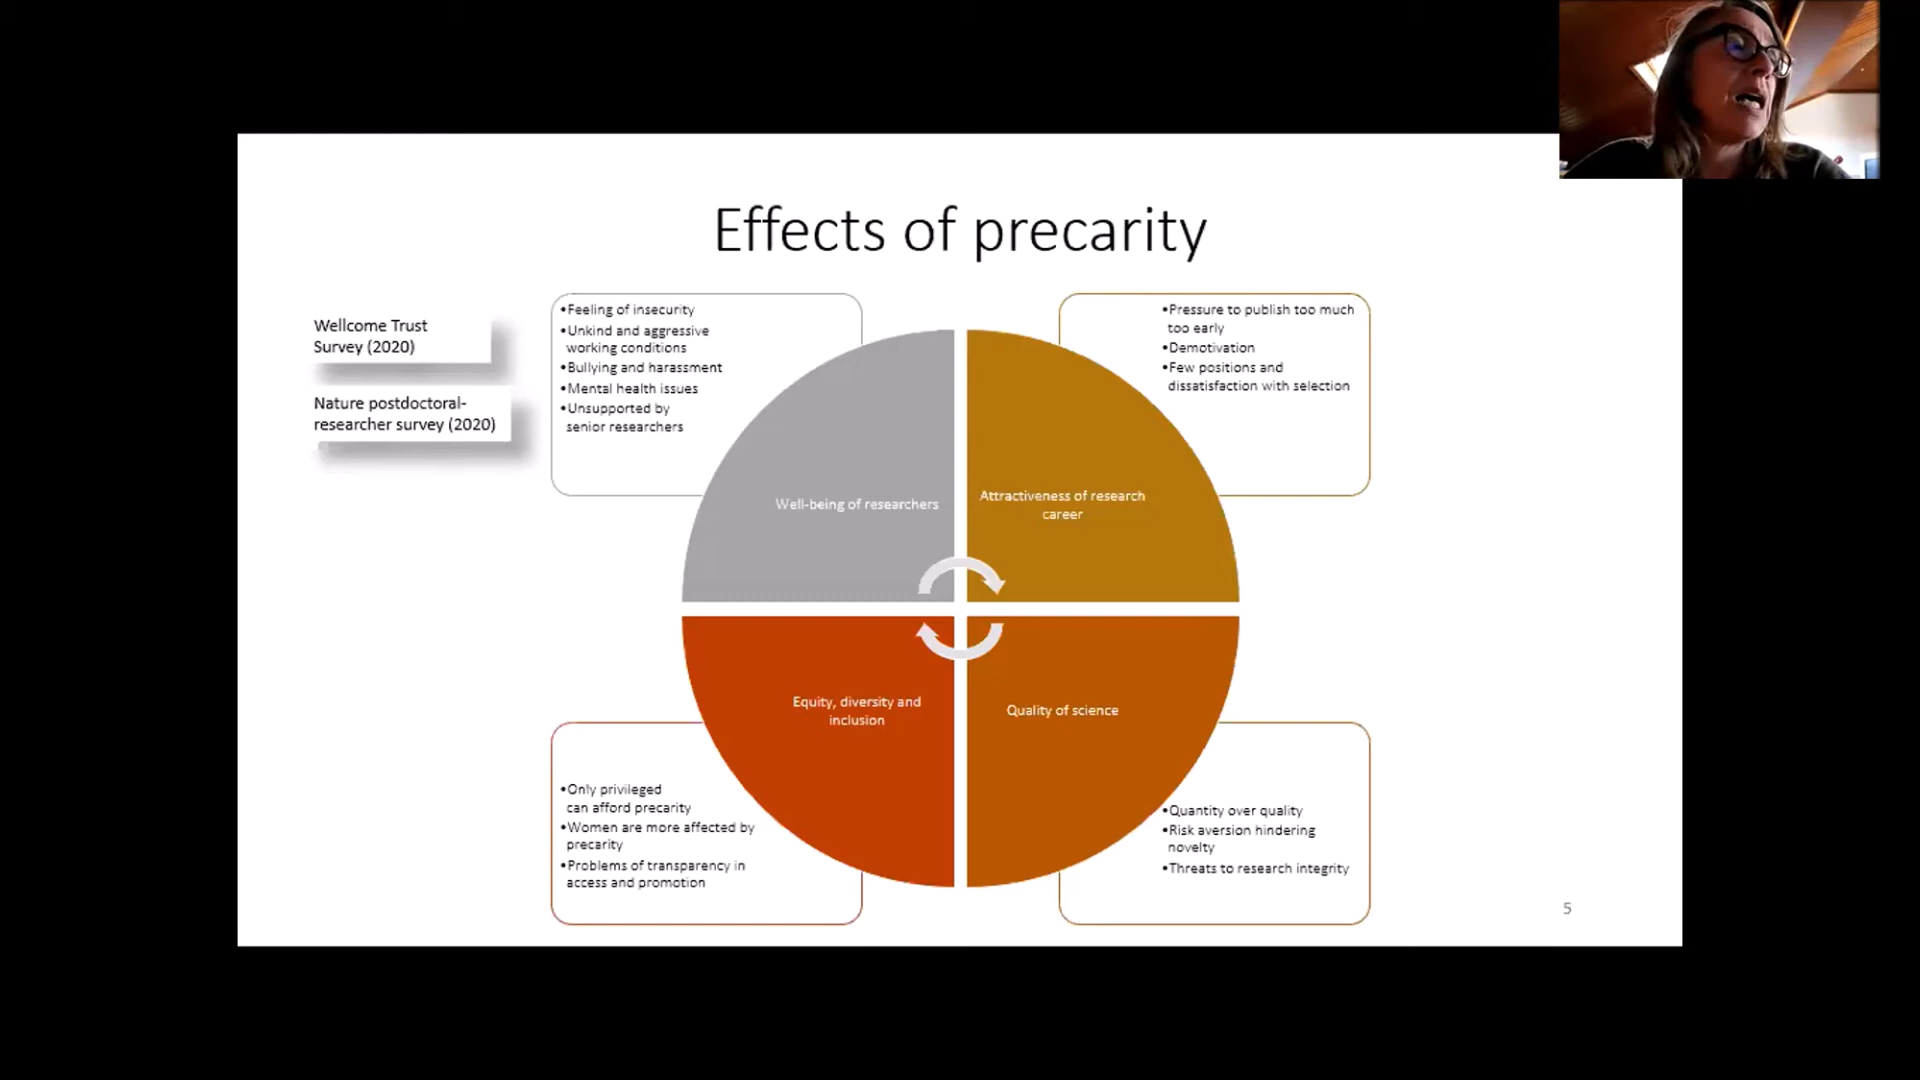 Effects of precarity
Wellcome Trust
Survey (2020)
Nature postdoctoral-
researcher survey (2020)
•Feeling of insecurity
•Unkind and aggressive
working conditions
•Bullying and harassment
•Mental health issues
•Unsupported by
senior researchers
•Pressure to publish too much
too early
•Demotivation
•Few positions and
dissatisfaction with selection
Well-being of researchers
Attractiveness of research
career
Equity, diversity and
inclusion
Quality of science
•Only privileged
can afford precarity
•Women are more affected by
precarity
•Problems of transparency in
access and promotion
•Quantity over quality
•Risk aversion hindering
novelty
•Threats to research integrity
5